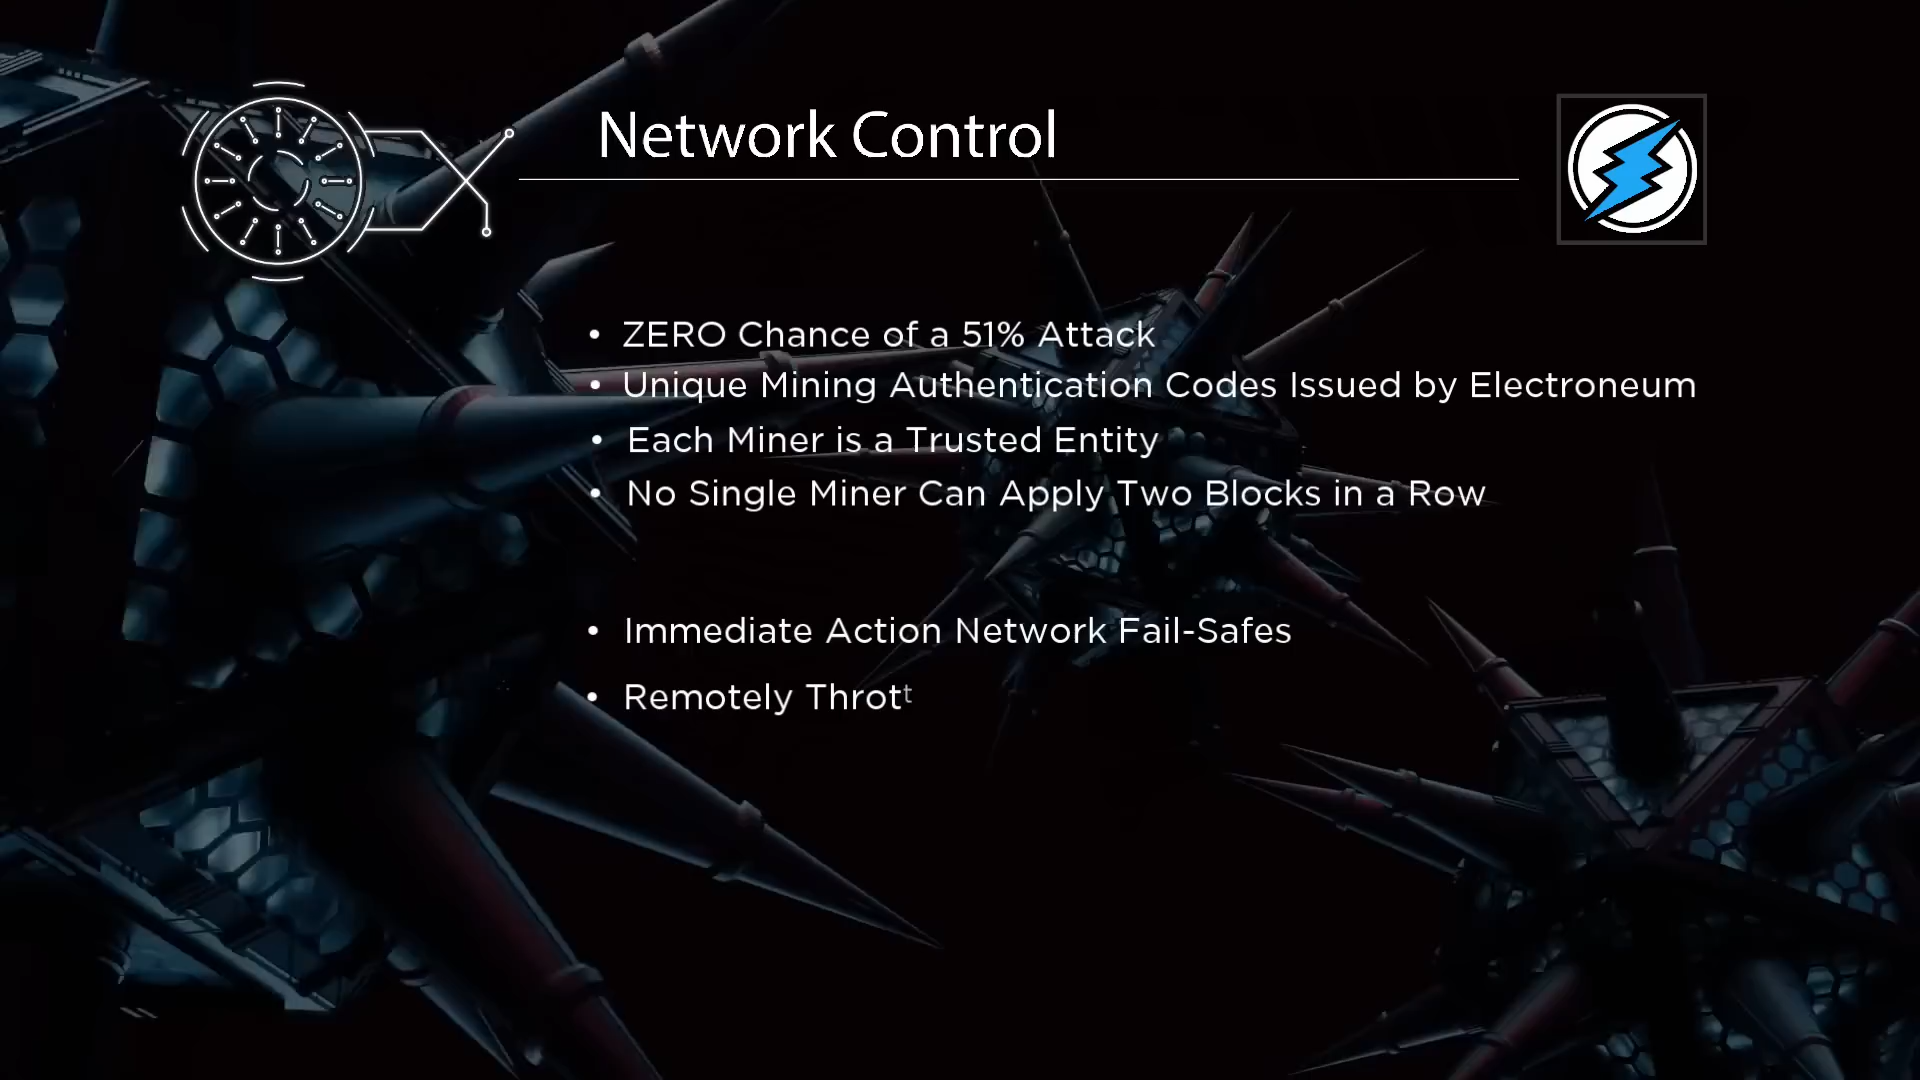 Network Control
• ZERO Chance of a 51% Attack
• Unique Mining Authentication Codes Issued by Electroneum
• Each Miner is a Trusted Entity
• No Single Miner Can Apply Two Blocks in a Row
• Immediate Action Network Fail-Safes
• Remotely Thrott